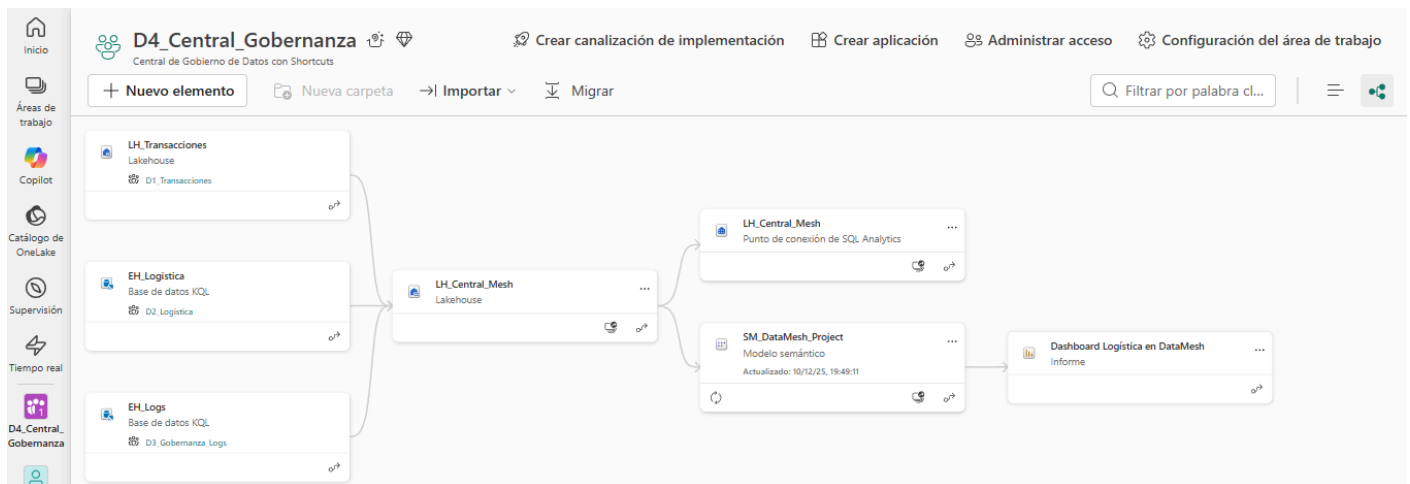 Inicio
Áreas de
trabajo
Copilot
Catálogo de
OneLake
Supervisión
Tiempo real
D4_Central_
Gobernanza
D4_Central_Gobernanza
Central de Gobierno de Datos con Shortcuts
Crear canalización de implementación
Crear aplicación
Administrar acceso
Configuración del área de trabajo
Nuevo elemento
Nueva carpeta
Importar
Migrar
Filtrar por palabra cl...
LH_Transacciones
Lakehouse
D1_Transacciones
EH_Logistica
Base de datos KQL
D2_Logistica
EH_Logs
Base de datos KQL
D3_Gobernanza_Logs
LH_Central_Mesh
Lakehouse
LH_Central_Mesh
Punto de conexión de SQL Analytics
SM_DataMesh_Project
Modelo semántico
Actualizado: 10/12/25, 19:49:11
Dashboard Logística en DataMesh
Informe